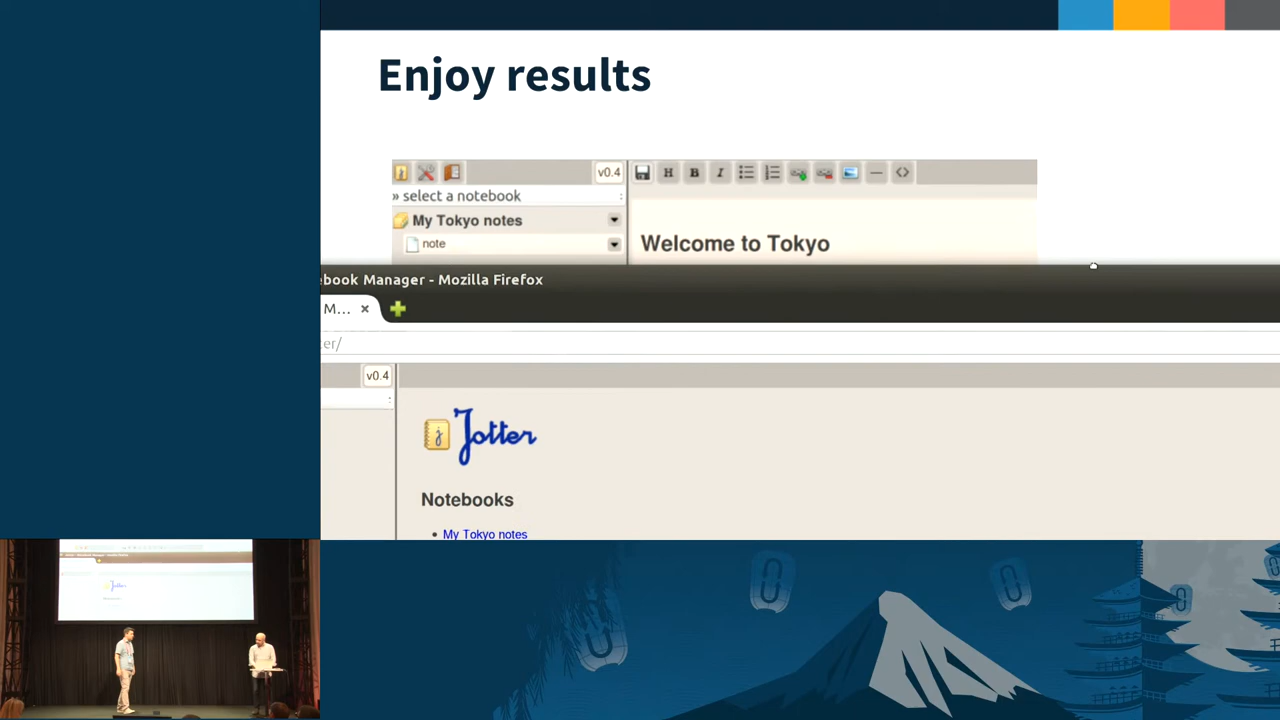 Enjoy results
v0.4
H B I
» select a notebook :
My Tokyo notes
note
Welcome to Tokyo
ebook Manager - Mozilla Firefox
M... ×
er/
v0.4
:
j Jotter
Notebooks
• My Tokyo notes